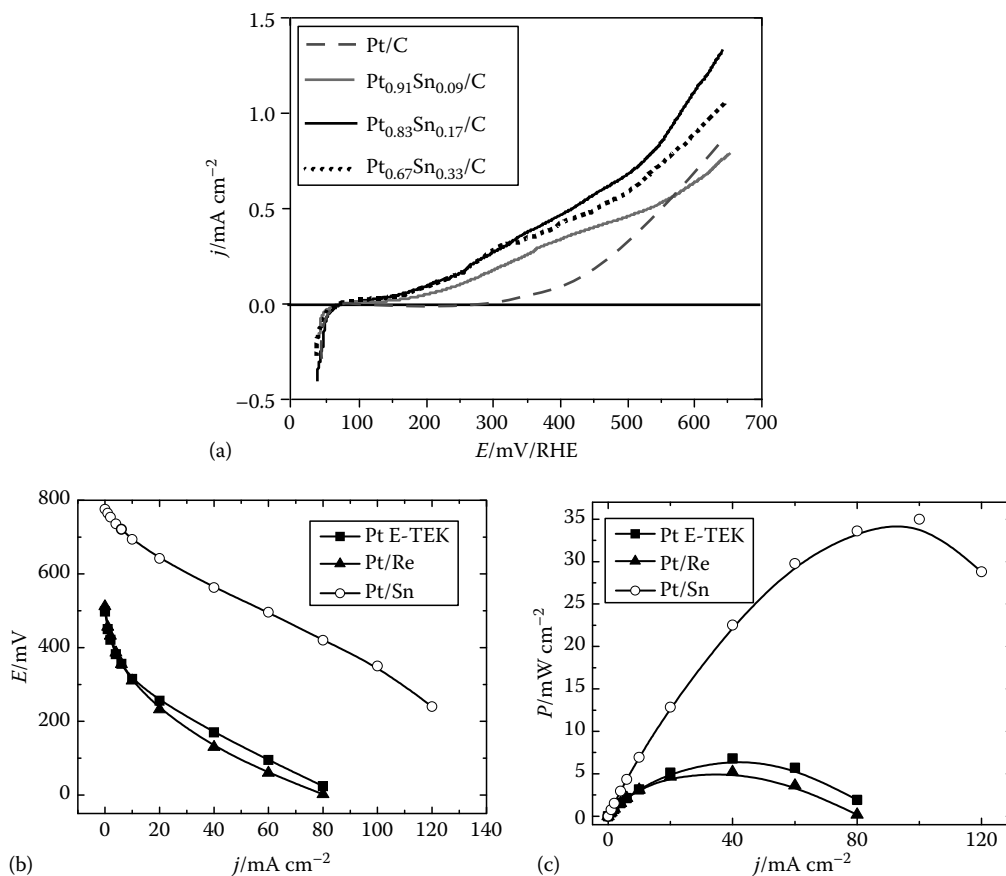 1.5
1.0
0.5
0.0
−0.5
j/mA cm−2
Pt/C
Pt0.91Sn0.09/C
Pt0.83Sn0.17/C
Pt0.67Sn0.33/C
0 100 200 300 400 500 600 700
E/mV/RHE
(a)
800
600
400
200
0
E/mV
Pt E-TEK
Pt/Re
Pt/Sn
0 20 40 60 80 100 120 140
j/mA cm−2
(b)
35
30
25
20
15
10
5
0
P/mW cm−2
Pt E-TEK
Pt/Re
Pt/Sn
0 40 80 120
j/mA cm−2
(c)